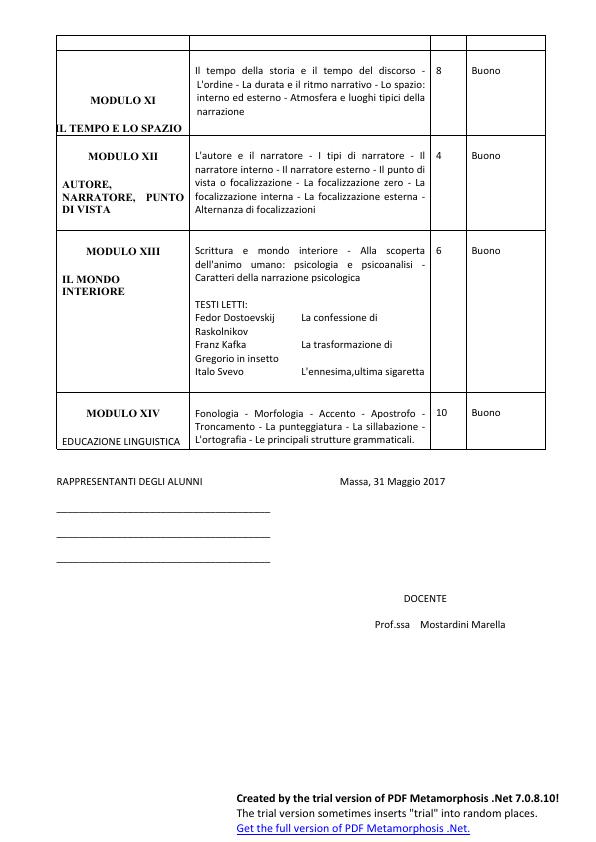 Il tempo della storia e il tempo del discorso - 8 Buono
L'ordine - La durata e il ritmo narrativo - Lo spazio:
MODULO XI interno ed esterno - Atmosfera e luoghi tipici della
narrazione
IL TEMPO E LO SPAZIO
MODULO XII L'autore e il narratore - I tipi di narratore - Il 4 Buono
narratore interno - Il narratore esterno - Il punto di
AUTORE, vista o focalizzazione - La focalizzazione zero - La
NARRATORE, PUNTO focalizzazione interna - La focalizzazione esterna -
DI VISTA Alternanza di focalizzazioni
MODULO XIII Scrittura e mondo interiore - Alla scoperta 6 Buono
dell'animo umano: psicologia e psicoanalisi -
IL MONDO Caratteri della narrazione psicologica
INTERIORE
TESTI LETTI:
Fedor Dostoevskij La confessione di
Raskolnikov
Franz Kafka La trasformazione di
Gregorio in insetto
Italo Svevo L'ennesima,ultima sigaretta
MODULO XIV Fonologia - Morfologia - Accento - Apostrofo - 10 Buono
Troncamento - La punteggiatura - La sillabazione -
EDUCAZIONE LINGUISTICA L'ortografia - Le principali strutture grammaticali.
RAPPRESENTANTI DEGLI ALUNNI Massa, 31 Maggio 2017
_______________________________________
_______________________________________
_______________________________________
DOCENTE
Prof.ssa Mostardini Marella
Created by the trial version of PDF Metamorphosis .Net 7.0.8.10!
The trial version sometimes inserts "trial" into random places.
Get the full version of PDF Metamorphosis .Net.